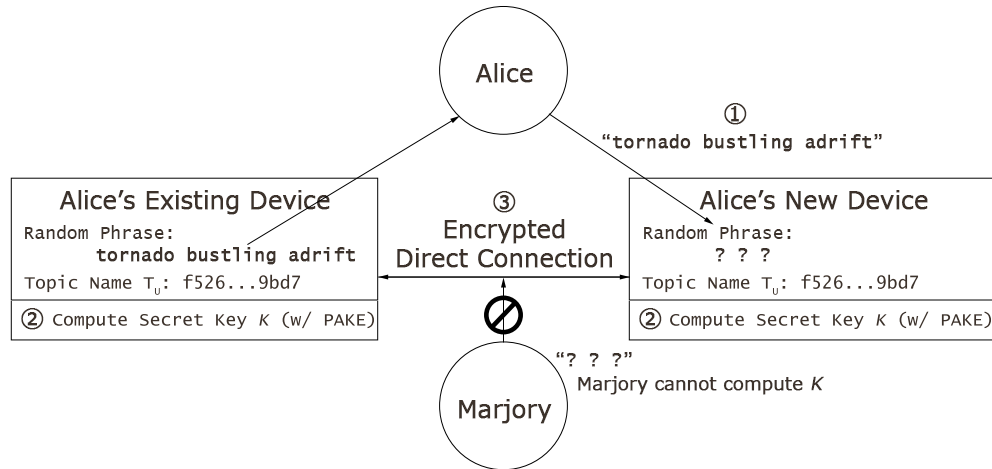 Alice
①
“tornado bustling adrift”
Alice’s Existing Device
Random Phrase:
tornado bustling adrift
Topic Name TU: f526...9bd7
② Compute Secret Key K (w/ PAKE)
③
Encrypted
Direct Connection
Alice’s New Device
Random Phrase:
? ? ?
Topic Name TU: f526...9bd7
② Compute Secret Key K (w/ PAKE)
“? ? ?”
Marjory cannot compute K
Marjory